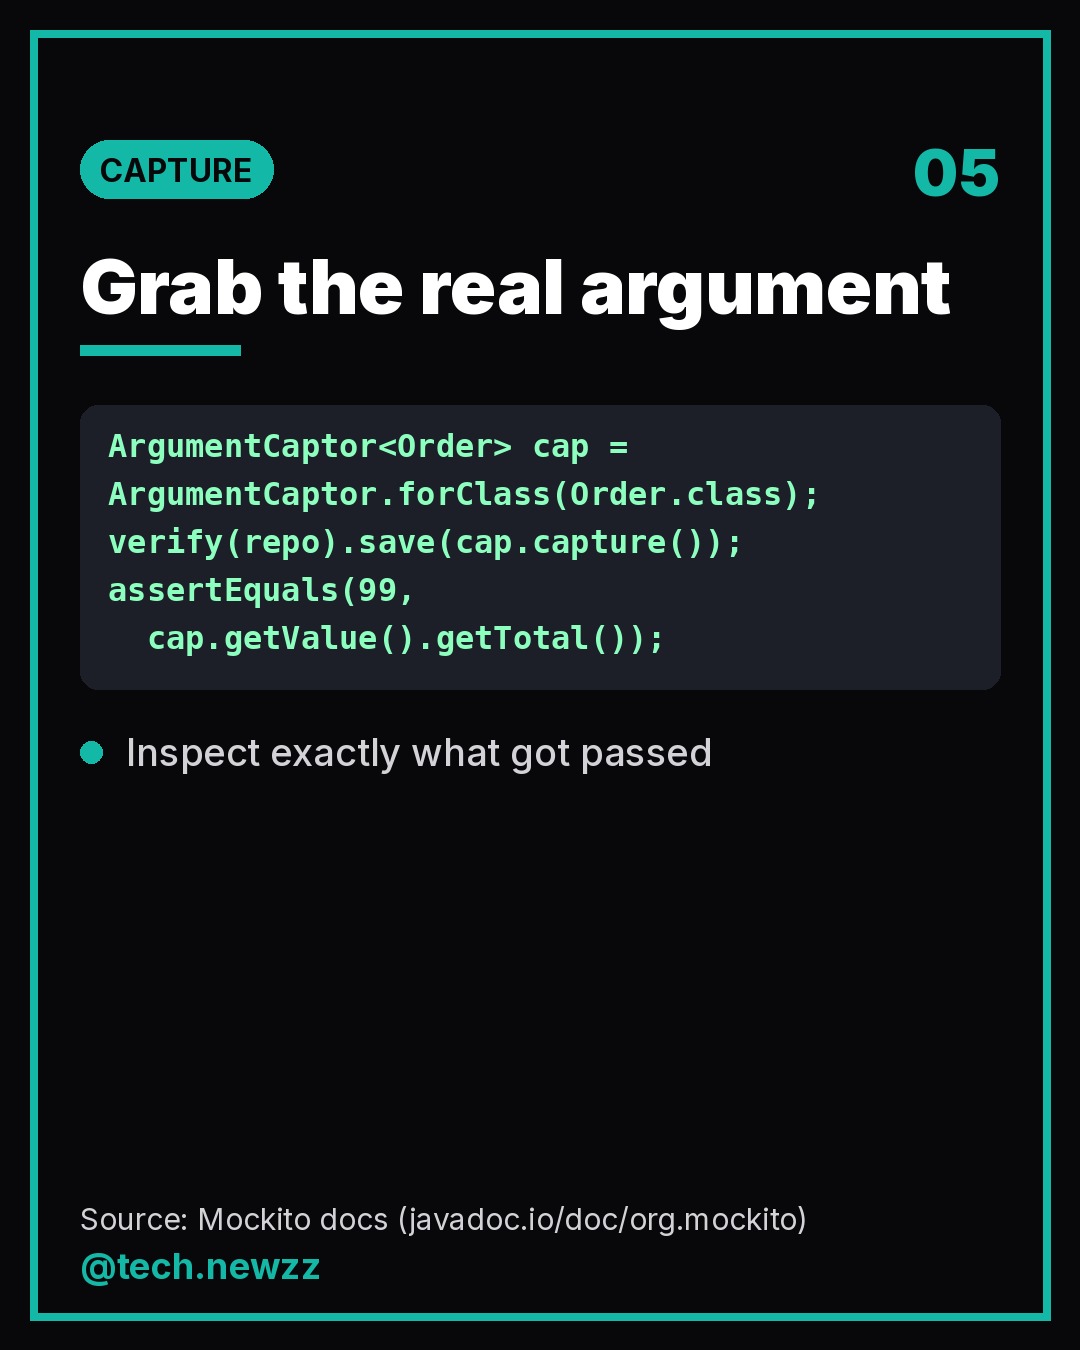 CAPTURE
05
Grab the real argument
ArgumentCaptor<Order> cap =
ArgumentCaptor.forClass(Order.class);
verify(repo).save(cap.capture());
assertEquals(99,
  cap.getValue().getTotal());
Inspect exactly what got passed
Source: Mockito docs (javadoc.io/doc/org.mockito)
@tech.newzz